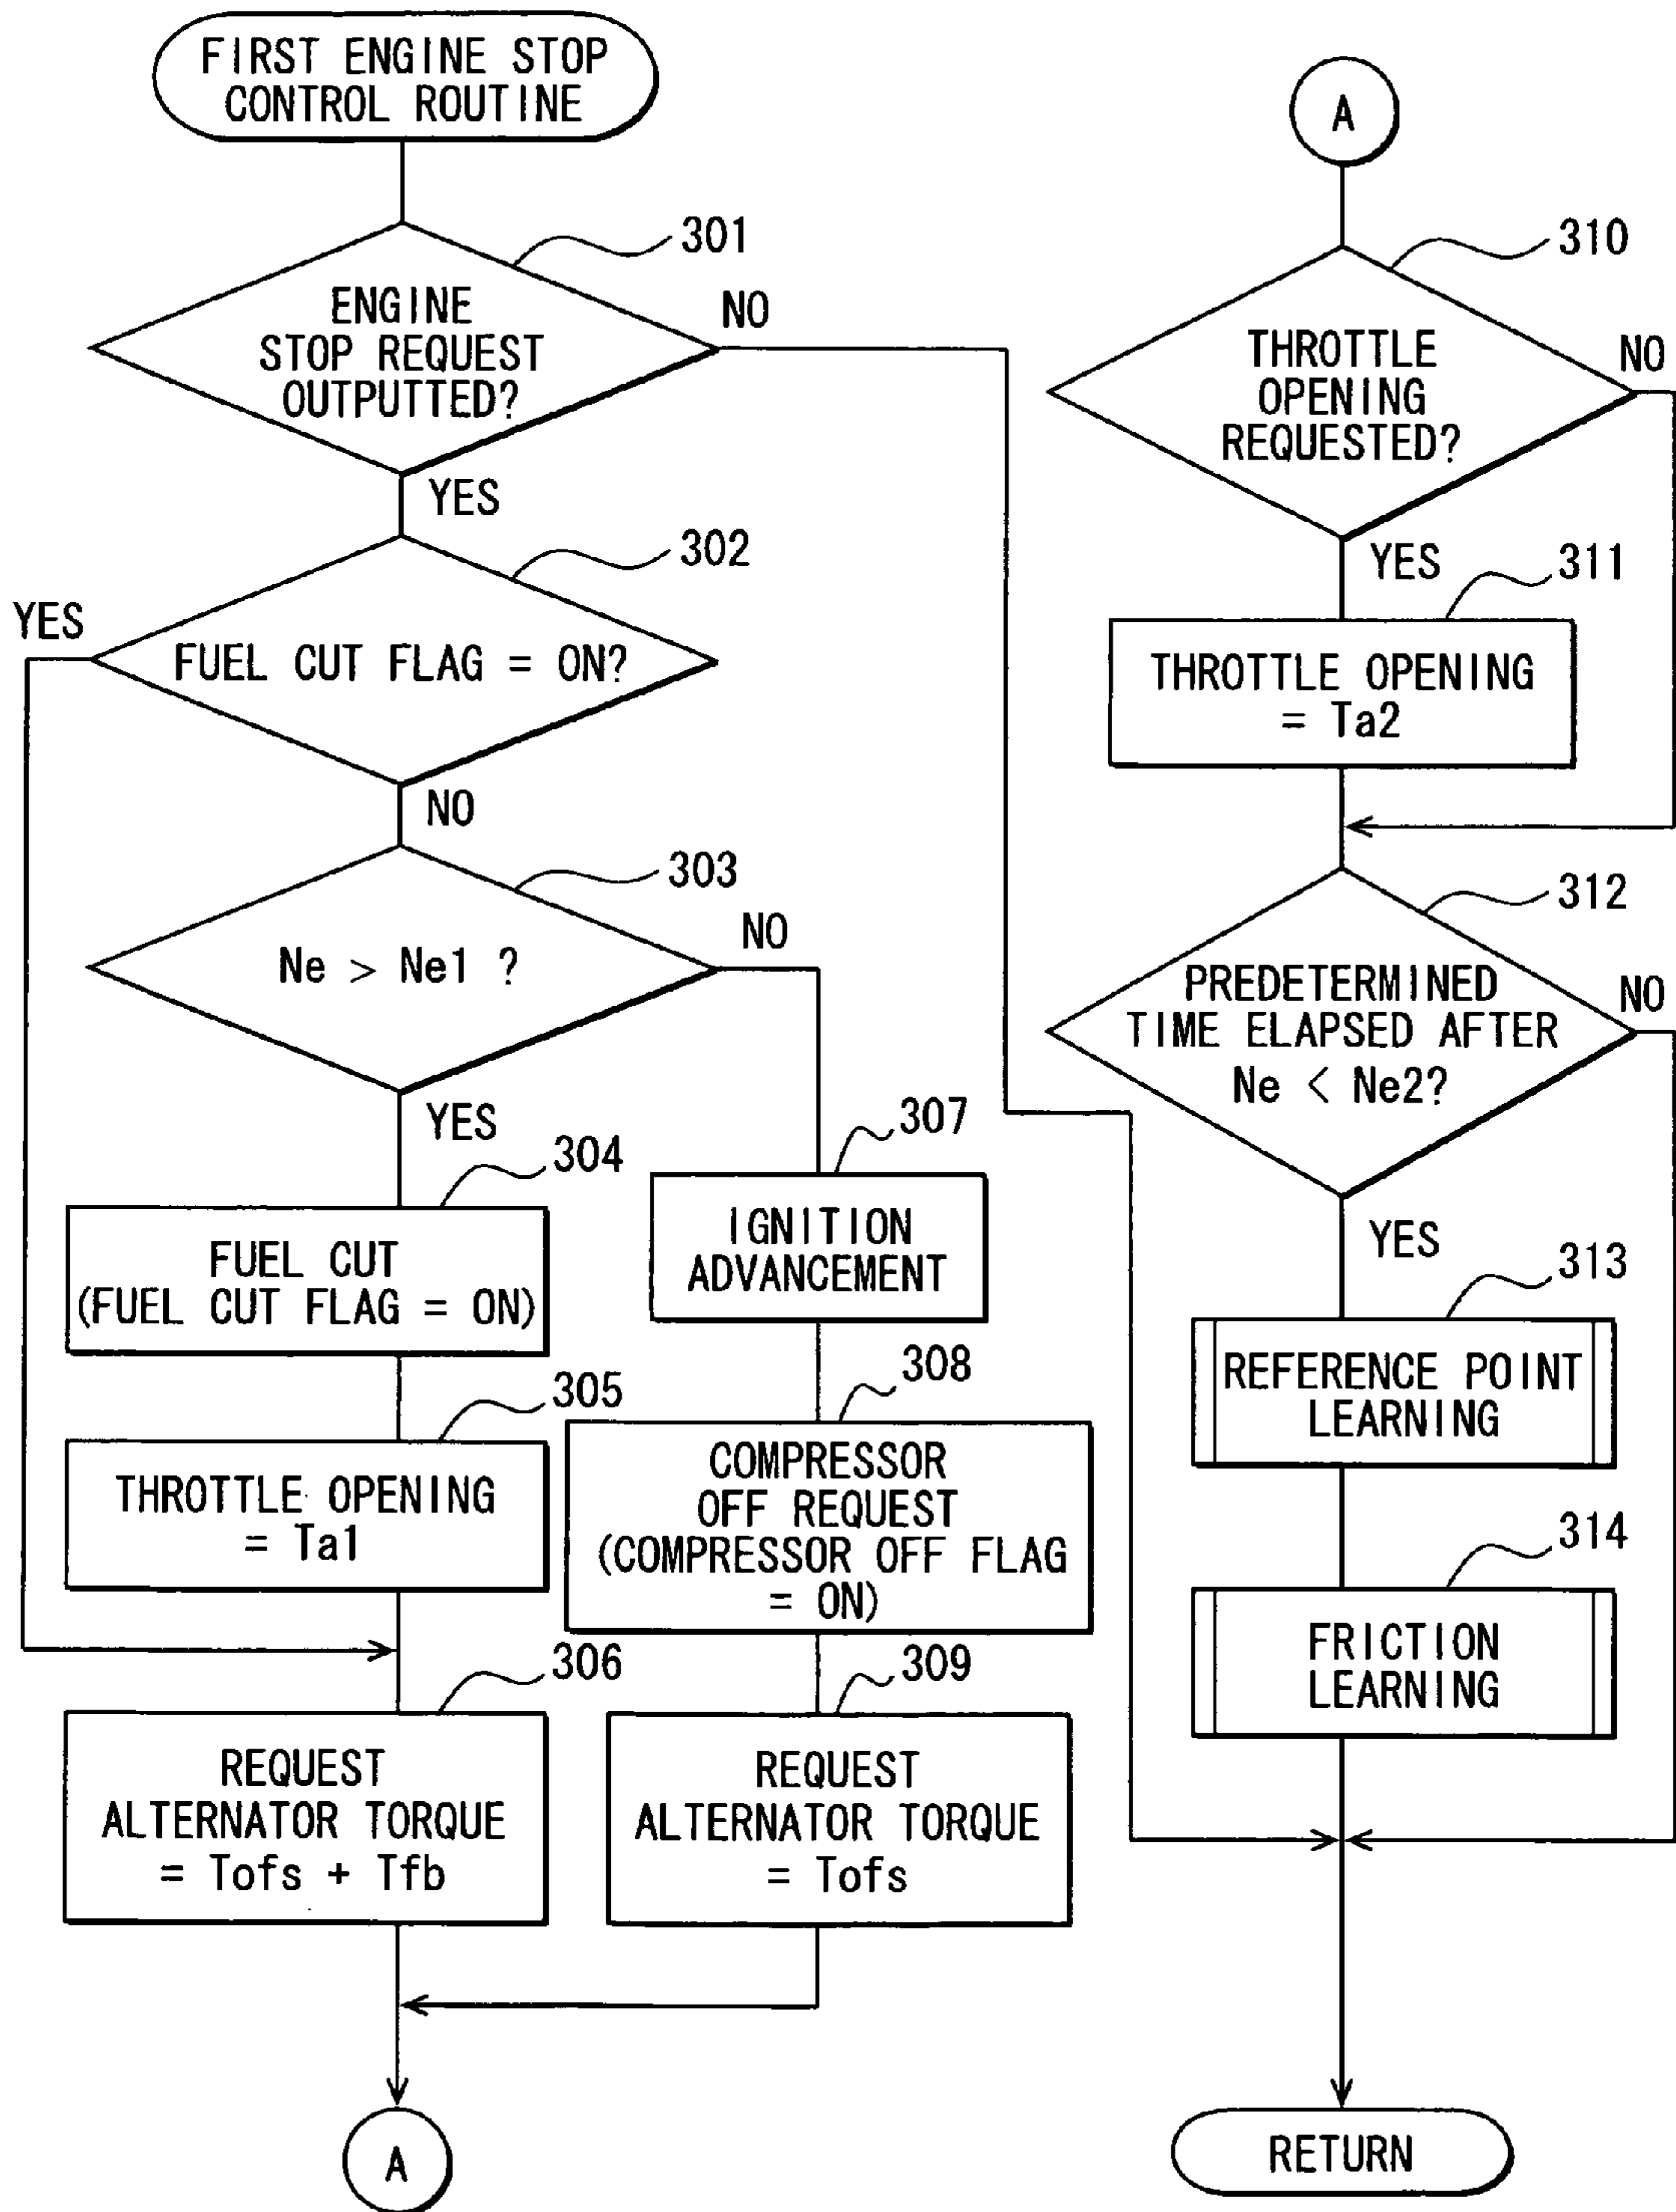 FIRST ENGINE STOP
CONTROL ROUTINE
301
ENGINE
STOP REQUEST
OUTPUTTED?
NO
YES
302
YES
FUEL CUT FLAG = ON?
NO
303
Ne > Ne1 ?
NO
YES
304
FUEL CUT
(FUEL CUT FLAG = ON)
305
THROTTLE OPENING
= Ta1
306
REQUEST
ALTERNATOR TORQUE
= Tofs + Tfb
307
IGNITION
ADVANCEMENT
308
COMPRESSOR
OFF REQUEST
(COMPRESSOR OFF FLAG
= ON)
309
REQUEST
ALTERNATOR TORQUE
= Tofs
A
A
310
THROTTLE
OPENING
REQUESTED?
NO
YES
311
THROTTLE OPENING
= Ta2
312
PREDETERMINED
TIME ELAPSED AFTER
Ne < Ne2?
NO
YES
313
REFERENCE POINT
LEARNING
314
FRICTION
LEARNING
RETURN